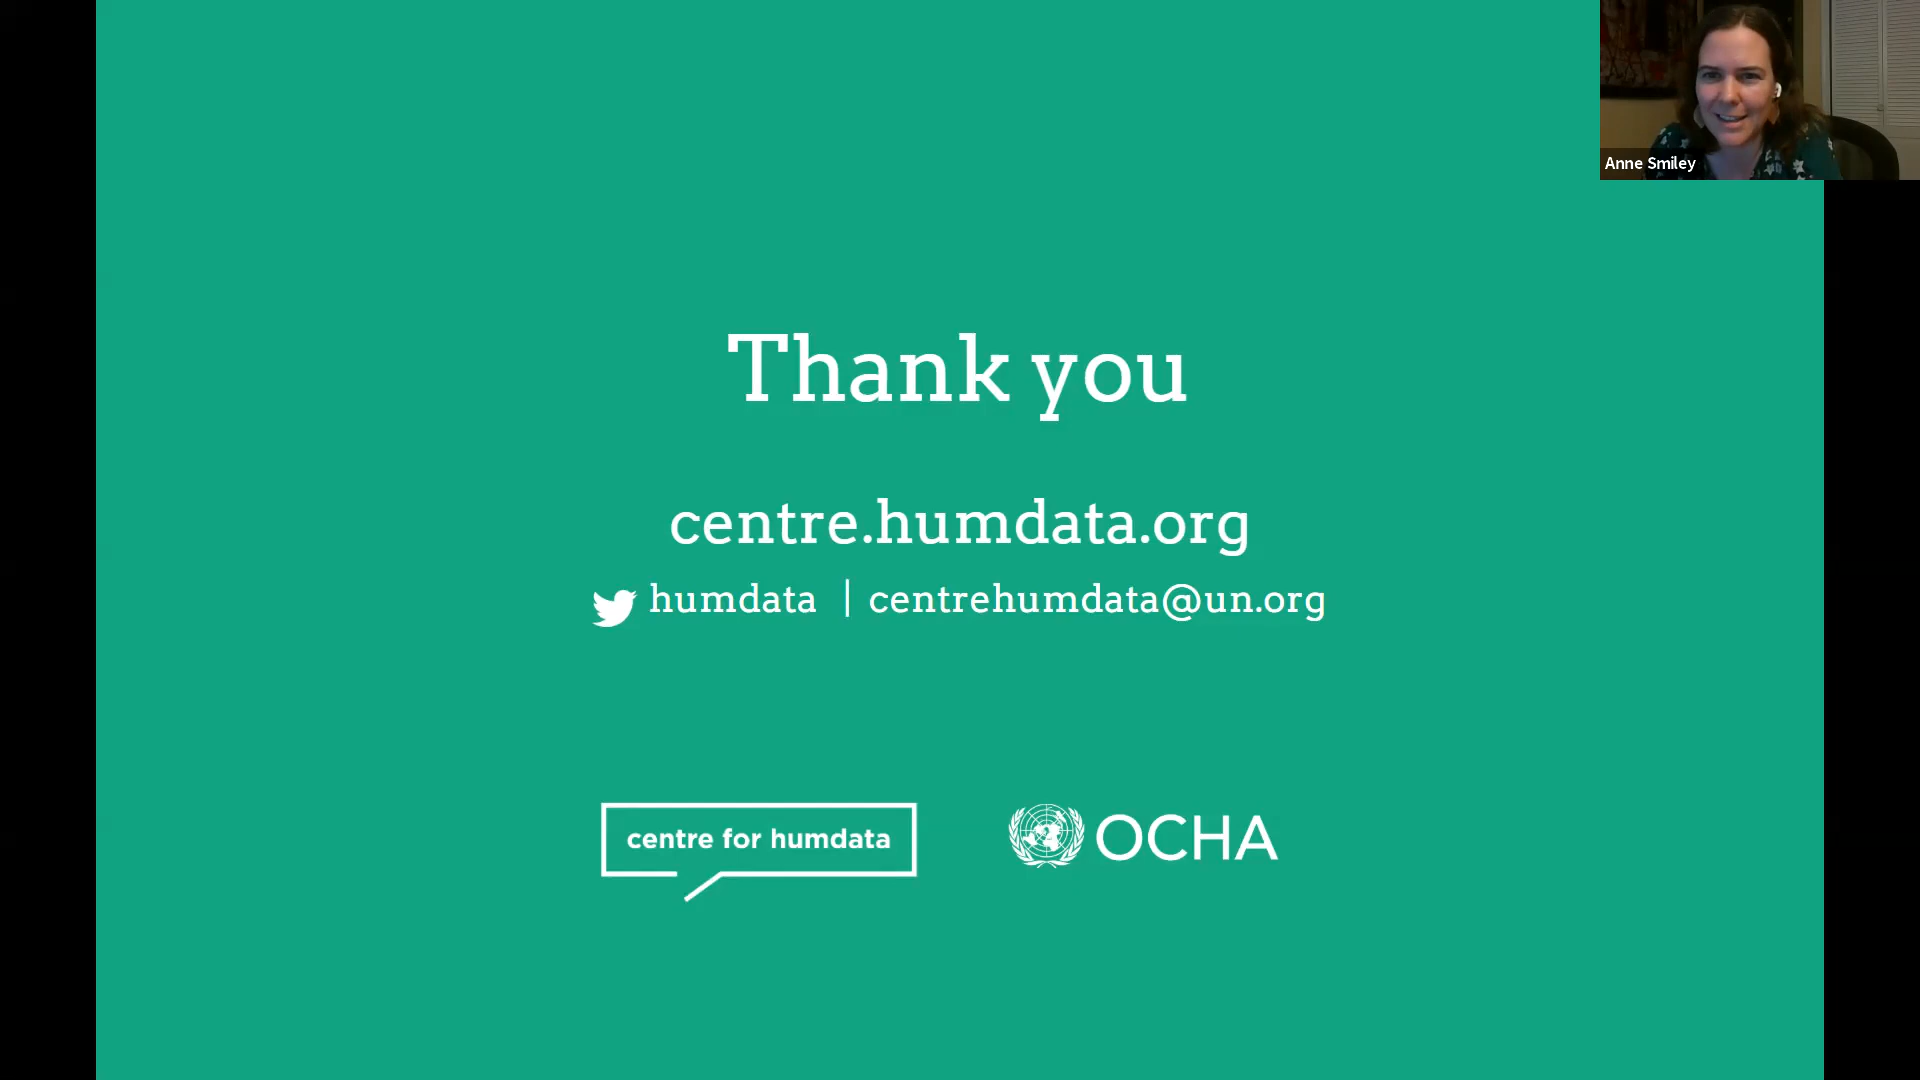 Anne Smiley
Thank you
centre.humdata.org
humdata | centrehumdata@un.org
centre for humdata
OCHA